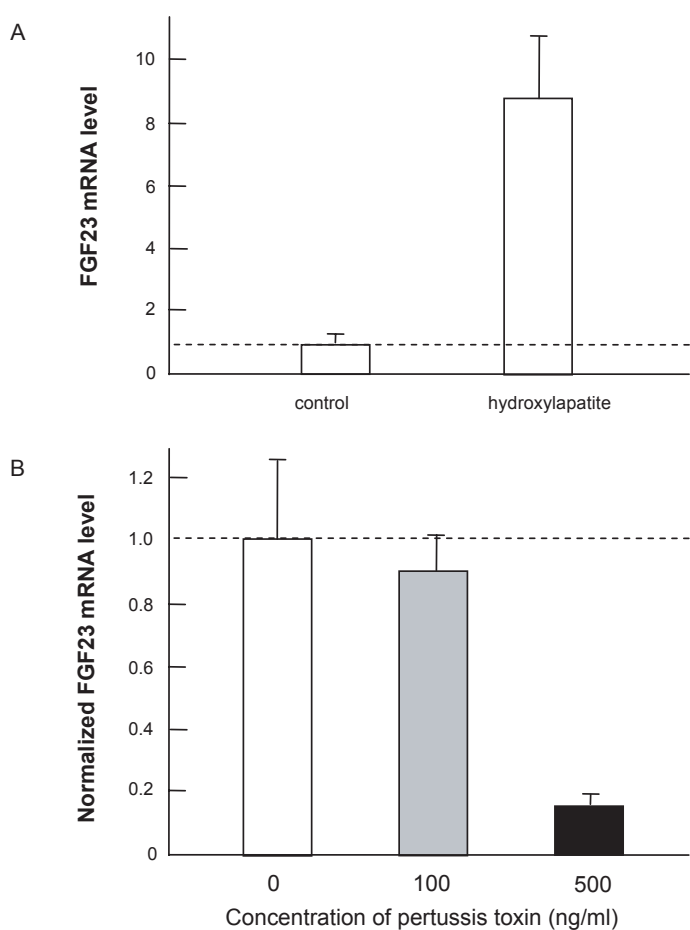 A
FGF23 mRNA level
10
8
6
4
2
0
control hydroxylapatite
B
Normalized FGF23 mRNA level
1.2
1.0
0.8
0.6
0.4
0.2
0
0 100 500
Concentration of pertussis toxin (ng/ml)